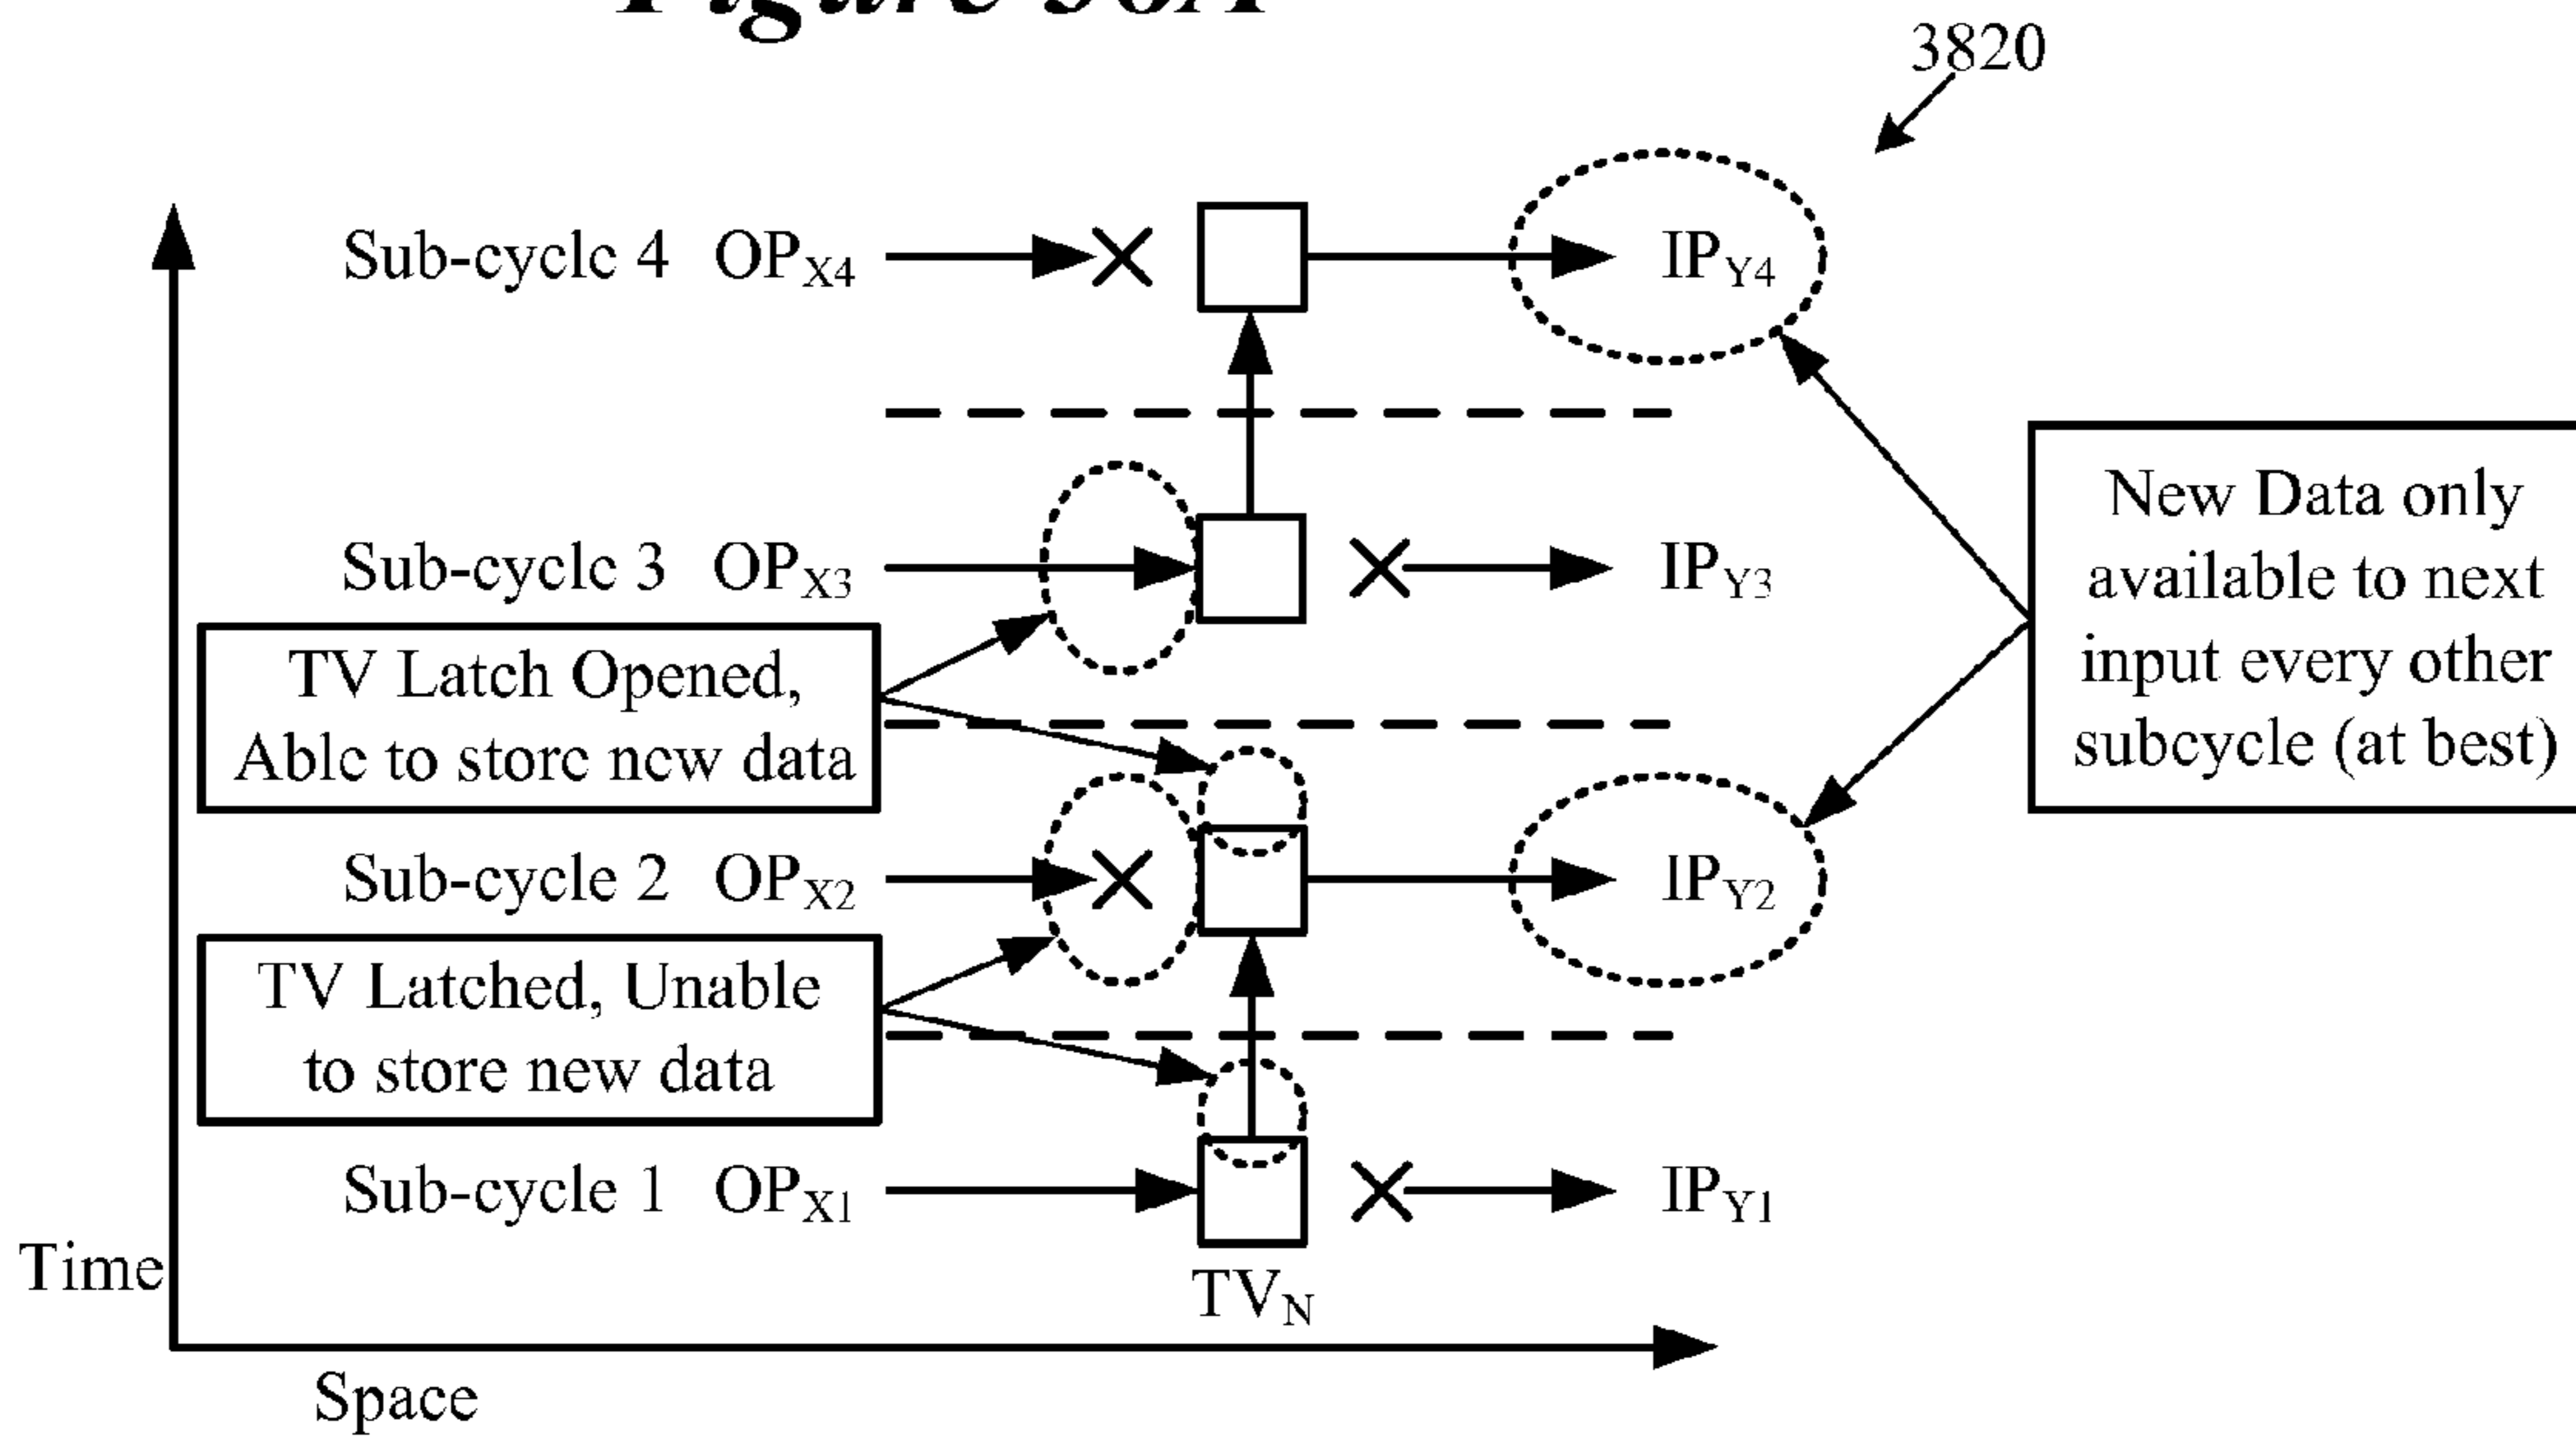 3820
Sub-cycle 4 OPX4 IPY4
Sub-cycle 3 OPX3 IPY3
New Data only
available to next
input every other
subcycle (at best)
TV Latch Opened,
Able to store new data
Sub-cycle 2 OPX2 IPY2
TV Latched, Unable
to store new data
Sub-cycle 1 OPX1 IPY1
TVN
Time
Space